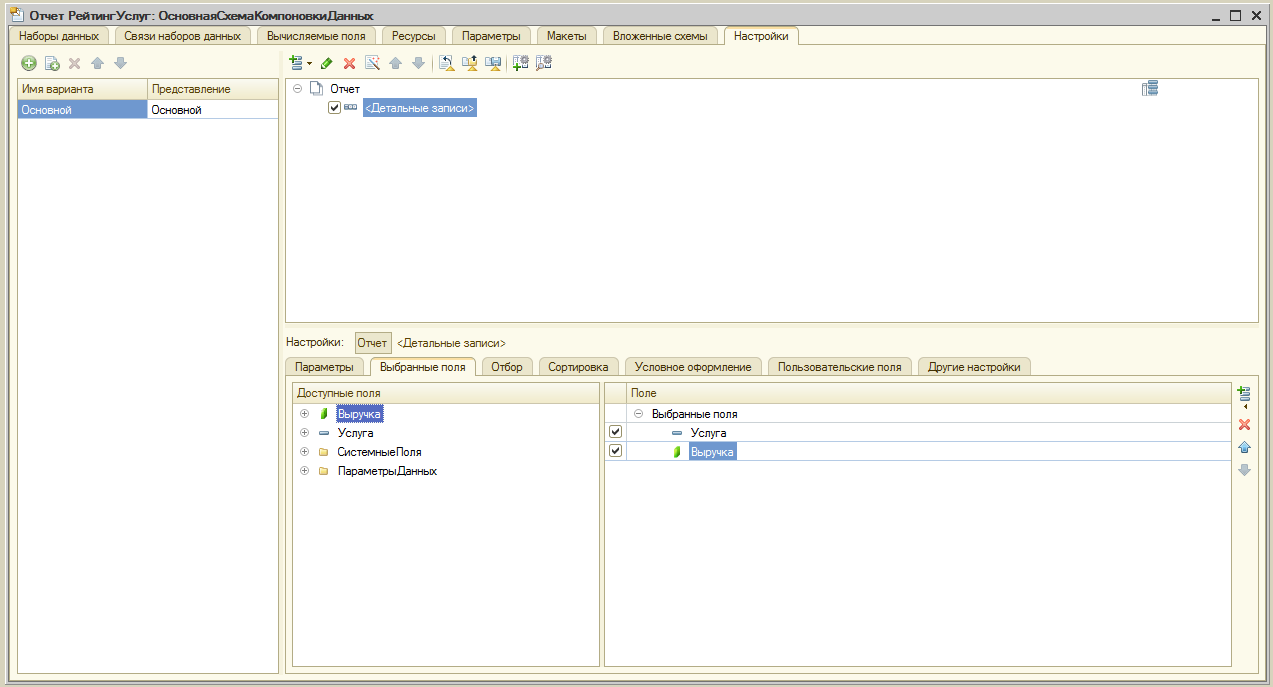 Отчет РейтингУслуг: ОсновнаяСхемаКомпоновкиДанных
Наборы данных Связи наборов данных Вычисляемые поля Ресурсы Параметры Макеты Вложенные схемы Настройки
Имя варианта Представление
Основной Основной
Отчет
<Детальные записи>
Настройки: Отчет <Детальные записи>
Параметры Выбранные поля Отбор Сортировка Условное оформление Пользовательские поля Другие настройки
Доступные поля
Выручка
Услуга
СистемныеПоля
ПараметрыДанных
Поле
Выбранные поля
Услуга
Выручка